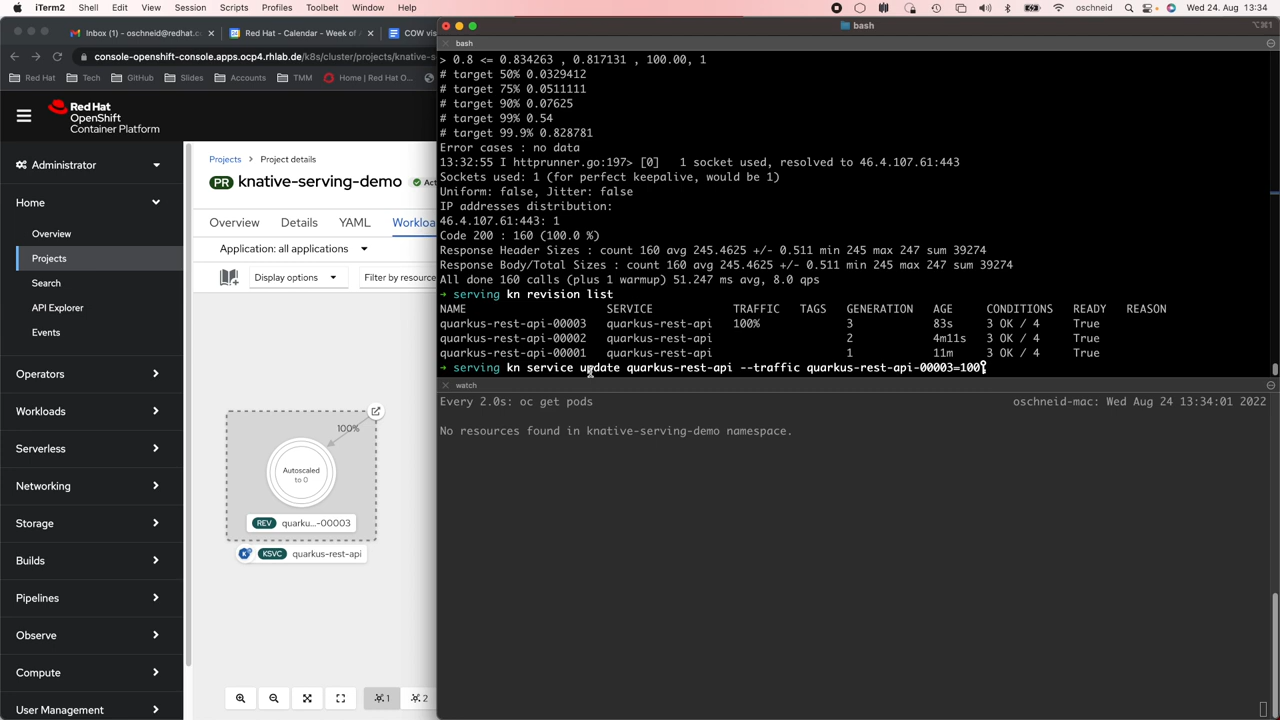 iTerm2 Shell Edit View Session Scripts Profiles Toolbelt Window Help oschneid Wed 24. Aug 13:34
Inbox (1) - oschneid@redhat.c
Red Hat - Calendar - Week of
COW vis
console-openshift-console.apps.ocp4.rhlab.de/k8s/cluster/projects/knative-s
Red Hat Tech GitHub Slides Accounts TMM Home | Red Hat O...
Red Hat
OpenShift
Container Platform
Administrator
Home
Overview
Projects
Search
API Explorer
Events
Operators
Workloads
Serverless
Networking
Storage
Builds
Pipelines
Observe
Compute
User Management
Projects > Project details
PR knative-serving-demo Act
Overview Details YAML Workloa
Application: all applications
Display options Filter by resource
100%
Autoscaled
to 0
REV quarku...-00003
KSVC quarkus-rest-api
1 2
bash ⌥⌘1
bash
> 0.8 <= 0.834263 , 0.817131 , 100.00, 1
# target 50% 0.0329412
# target 75% 0.0511111
# target 90% 0.07625
# target 99% 0.54
# target 99.9% 0.828781
Error cases : no data
13:32:55 I httprunner.go:197> [0] 1 socket used, resolved to 46.4.107.61:443
Sockets used: 1 (for perfect keepalive, would be 1)
Uniform: false, Jitter: false
IP addresses distribution:
46.4.107.61:443: 1
Code 200 : 160 (100.0 %)
Response Header Sizes : count 160 avg 245.4625 +/- 0.511 min 245 max 247 sum 39274
Response Body/Total Sizes : count 160 avg 245.4625 +/- 0.511 min 245 max 247 sum 39274
All done 160 calls (plus 1 warmup) 51.247 ms avg, 8.0 qps
➜ serving kn revision list
NAME SERVICE TRAFFIC TAGS GENERATION AGE CONDITIONS READY REASON
quarkus-rest-api-00003 quarkus-rest-api 100% 3 83s 3 OK / 4 True
quarkus-rest-api-00002 quarkus-rest-api 2 4m11s 3 OK / 4 True
quarkus-rest-api-00001 quarkus-rest-api 1 11m 3 OK / 4 True
➜ serving kn service update quarkus-rest-api --traffic quarkus-rest-api-00003=100
watch
Every 2.0s: oc get pods oschneid-mac: Wed Aug 24 13:34:01 2022
No resources found in knative-serving-demo namespace.